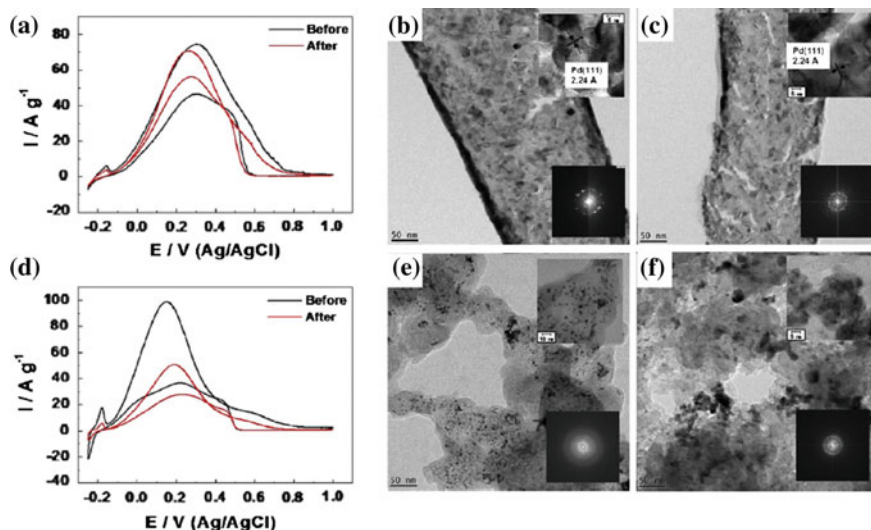 (a)
Before
After
80
60
40
20
0
-20
I / A g⁻¹
-0.2 0.0 0.2 0.4 0.6 0.8 1.0
E / V (Ag/AgCl)
(b)
Pd(111)
2.24 A
50 nm
(c)
Pd(111)
2.24 A
50 nm
(d)
Before
After
100
80
60
40
20
0
20
40
I / A g⁻¹
-0.2 0.0 0.2 0.4 0.6 0.8 1.0
E / V (Ag/AgCl)
(e)
50 nm
(f)
50 nm